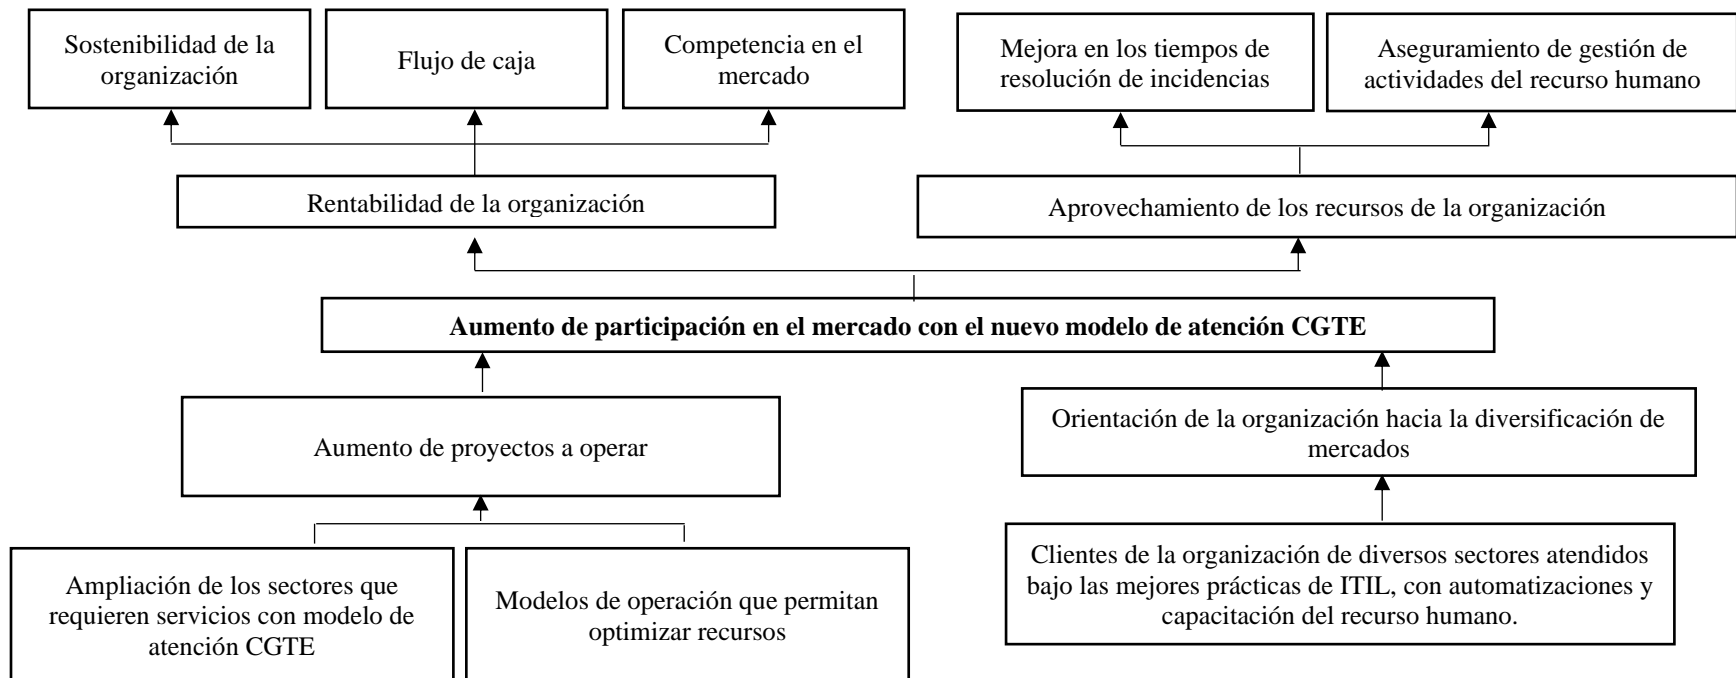 Sostenibilidad de la
organización
Flujo de caja
Competencia en el
mercado
Mejora en los tiempos de
resolución de incidencias
Aseguramiento de gestión de
actividades del recurso humano
Rentabilidad de la organización
Aprovechamiento de los recursos de la organización
Aumento de participación en el mercado con el nuevo modelo de atención CGTE
Aumento de proyectos a operar
Orientación de la organización hacia la diversificación de
mercados
Ampliación de los sectores que
requieren servicios con modelo de
atención CGTE
Modelos de operación que permitan
optimizar recursos
Clientes de la organización de diversos sectores atendidos
bajo las mejores prácticas de ITIL, con automatizaciones y
capacitación del recurso humano.